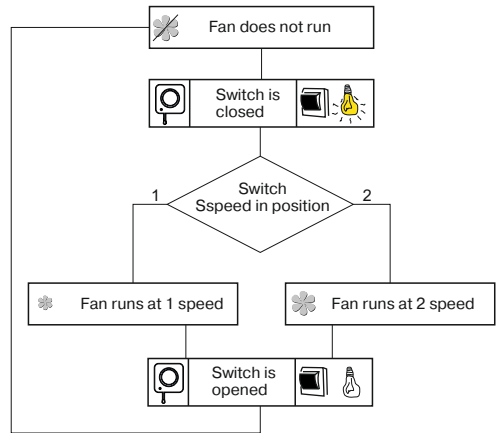 Fan does not run
Switch is
closed
Switch
Sspeed in position
1
2
Fan runs at 1 speed
Fan runs at 2 speed
Switch is
opened